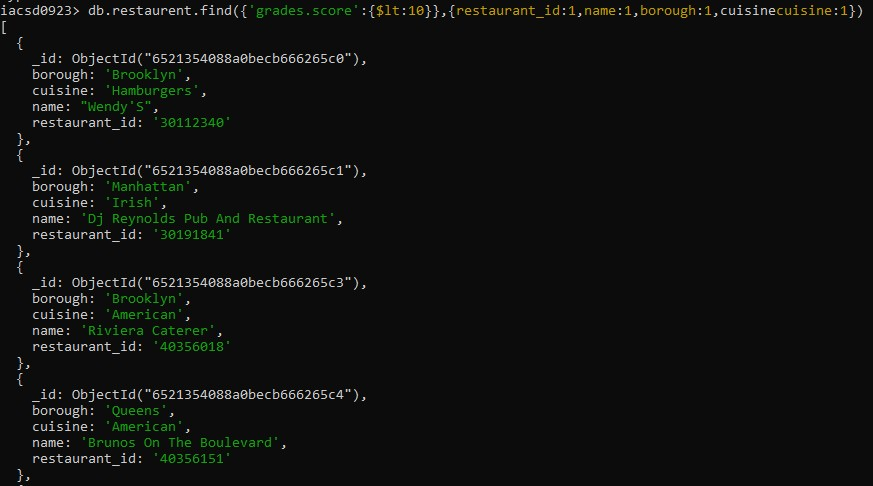 iacsd0923> db.restaurent.find({'grades.score':{$lt:10}},{restaurant_id:1,name:1,borough:1,cuisinecuisine:1})
[
  {
    _id: ObjectId("6521354088a0becb666265c0"),
    borough: 'Brooklyn',
    cuisine: 'Hamburgers',
    name: "Wendy'S",
    restaurant_id: '30112340'
  },
  {
    _id: ObjectId("6521354088a0becb666265c1"),
    borough: 'Manhattan',
    cuisine: 'Irish',
    name: 'Dj Reynolds Pub And Restaurant',
    restaurant_id: '30191841'
  },
  {
    _id: ObjectId("6521354088a0becb666265c3"),
    borough: 'Brooklyn',
    cuisine: 'American',
    name: 'Riviera Caterer',
    restaurant_id: '40356018'
  },
  {
    _id: ObjectId("6521354088a0becb666265c4"),
    borough: 'Queens',
    cuisine: 'American',
    name: 'Brunos On The Boulevard',
    restaurant_id: '40356151'
  },